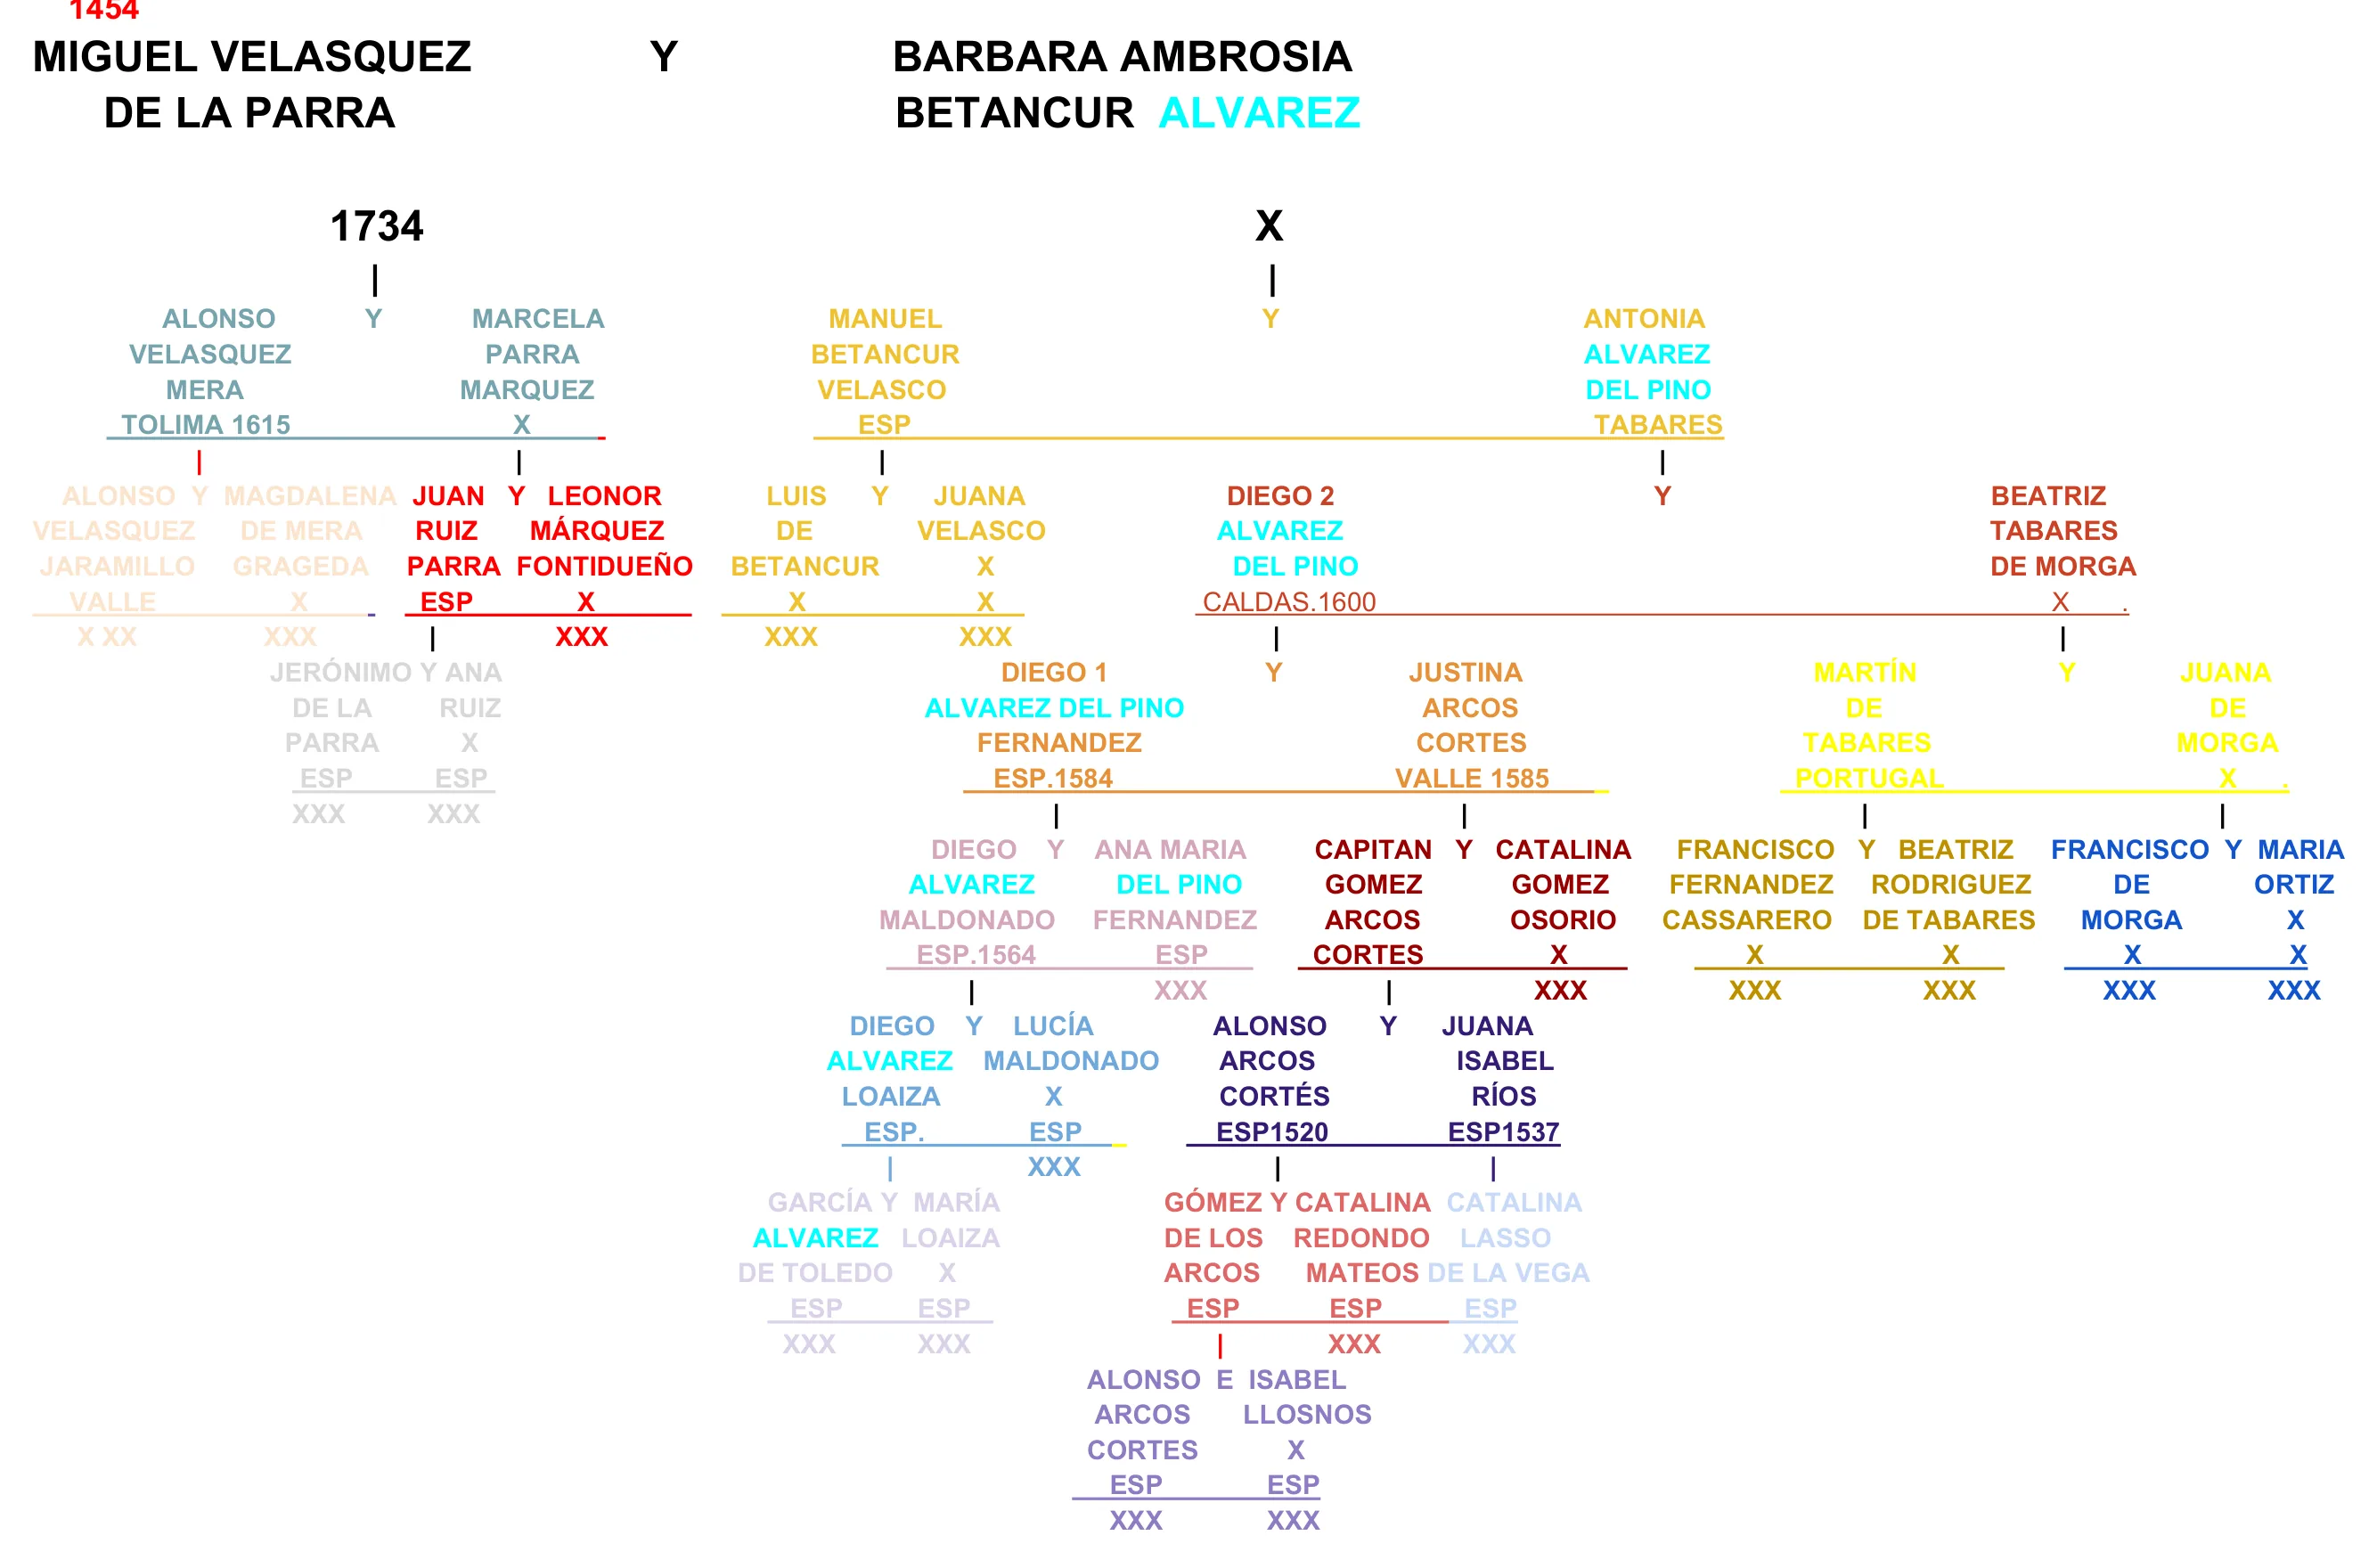 1454
MIGUEL VELASQUEZ Y BARBARA AMBROSIA
DE LA PARRA BETANCUR ALVAREZ
1734 X
| |
ALONSO Y MARCELA MANUEL Y ANTONIA
VELASQUEZ PARRA BETANCUR ALVAREZ
MERA MARQUEZ VELASCO DEL PINO
TOLIMA 1615 X ESP TABARES
| | | |
ALONSO Y MAGDALENA JUAN Y LEONOR LUIS Y JUANA DIEGO 2 Y BEATRIZ
VELASQUEZ DE MERA RUIZ MÁRQUEZ DE VELASCO ALVAREZ TABARES
JARAMILLO GRAGEDA PARRA FONTIDUEÑO BETANCUR X DEL PINO DE MORGA
VALLE X ESP X X X CALDAS.1600 X .
X XX XXX | XXX XXX XXX | |
JERÓNIMO Y ANA DIEGO 1 Y JUSTINA MARTÍN Y JUANA
DE LA RUIZ ALVAREZ DEL PINO ARCOS DE DE
PARRA X FERNANDEZ CORTES TABARES MORGA
ESP ESP ESP.1584 VALLE 1585 PORTUGAL X .
XXX XXX | | | |
DIEGO Y ANA MARIA CAPITAN Y CATALINA FRANCISCO Y BEATRIZ FRANCISCO Y MARIA
ALVAREZ DEL PINO GOMEZ GOMEZ FERNANDEZ RODRIGUEZ DE ORTIZ
MALDONADO FERNANDEZ ARCOS OSORIO CASSARERO DE TABARES MORGA X
ESP.1564 ESP CORTES X X X X X
| XXX | XXX XXX XXX XXX XXX
DIEGO Y LUCÍA ALONSO Y JUANA
ALVAREZ MALDONADO ARCOS ISABEL
LOAIZA X CORTÉS RÍOS
ESP. ESP ESP1520 ESP1537
| XXX | |
GARCÍA Y MARÍA GÓMEZ Y CATALINA CATALINA
ALVAREZ LOAIZA DE LOS REDONDO LASSO
DE TOLEDO X ARCOS MATEOS DE LA VEGA
ESP ESP ESP ESP ESP
XXX XXX | XXX XXX
ALONSO E ISABEL
ARCOS LLOSNOS
CORTES X
ESP ESP
XXX XXX